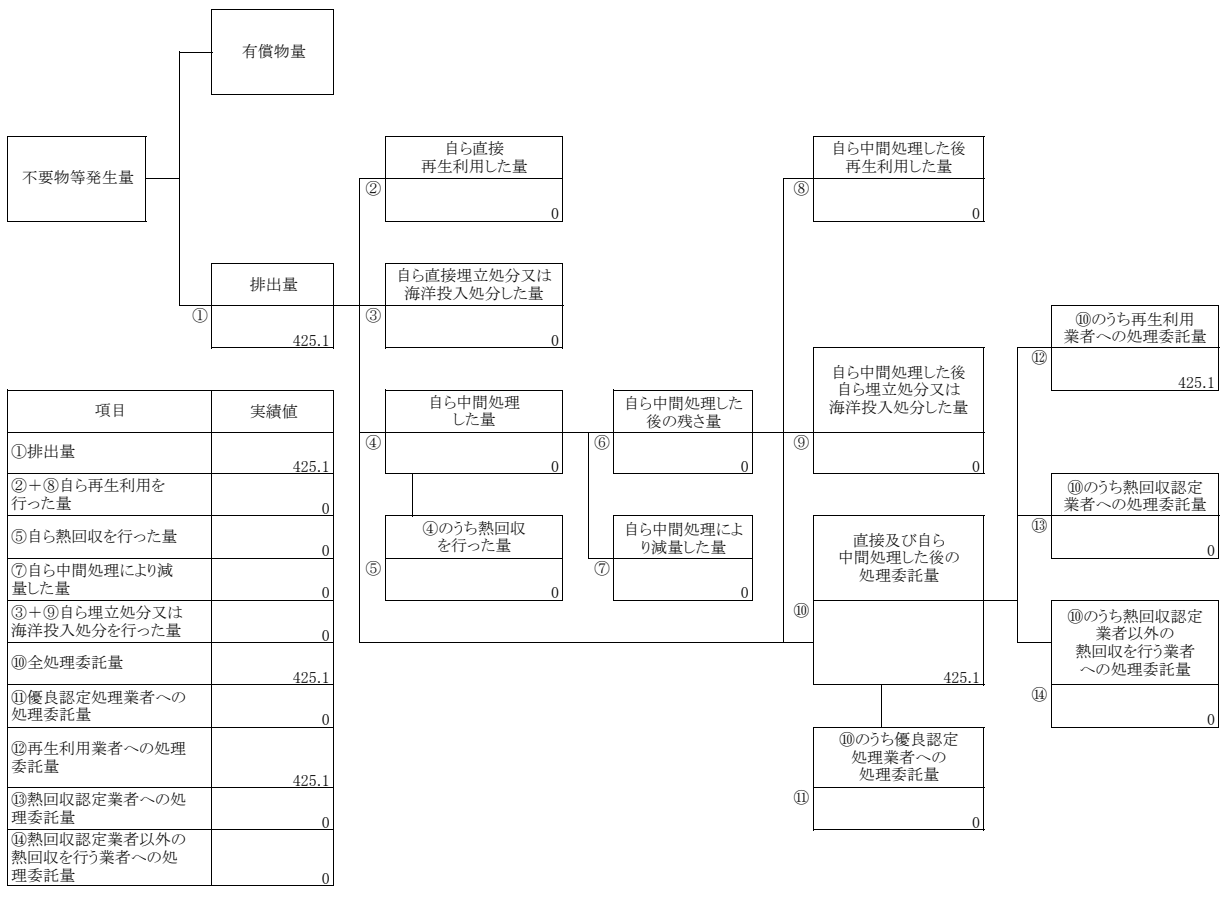 有償物量
不要物等発生量
排出量
①
425.1
自ら直接
再生利用した量
②
0
自ら直接埋立処分又は
海洋投入処分した量
③
0
自ら中間処理
した量
④
0
④のうち熱回収
を行った量
⑤
0
自ら中間処理した
後の残さ量
⑥
0
自ら中間処理によ
り減量した量
⑦
0
自ら中間処理した後
再生利用した量
⑧
0
自ら中間処理した後
自ら埋立処分又は
海洋投入処分した量
⑨
0
直接及び自ら
中間処理した後の
処理委託量
⑩
425.1
⑩のうち優良認定
処理業者への
処理委託量
⑪
0
⑩のうち再生利用
業者への処理委託量
⑫
425.1
⑩のうち熱回収認定
業者への処理委託量
⑬
0
⑩のうち熱回収認定
業者以外の
熱回収を行う業者
への処理委託量
⑭
0
項目 実績値
①排出量
425.1
②＋⑧自ら再生利用を
行った量
0
⑤自ら熱回収を行った量
0
⑦自ら中間処理により減
量した量
0
③＋⑨自ら埋立処分又は
海洋投入処分を行った量
0
⑩全処理委託量
425.1
⑪優良認定処理業者への
処理委託量
0
⑫再生利用業者への処理
委託量
425.1
⑬熱回収認定業者への処
理委託量
0
⑭熱回収認定業者以外の
熱回収を行う業者への処
理委託量
0